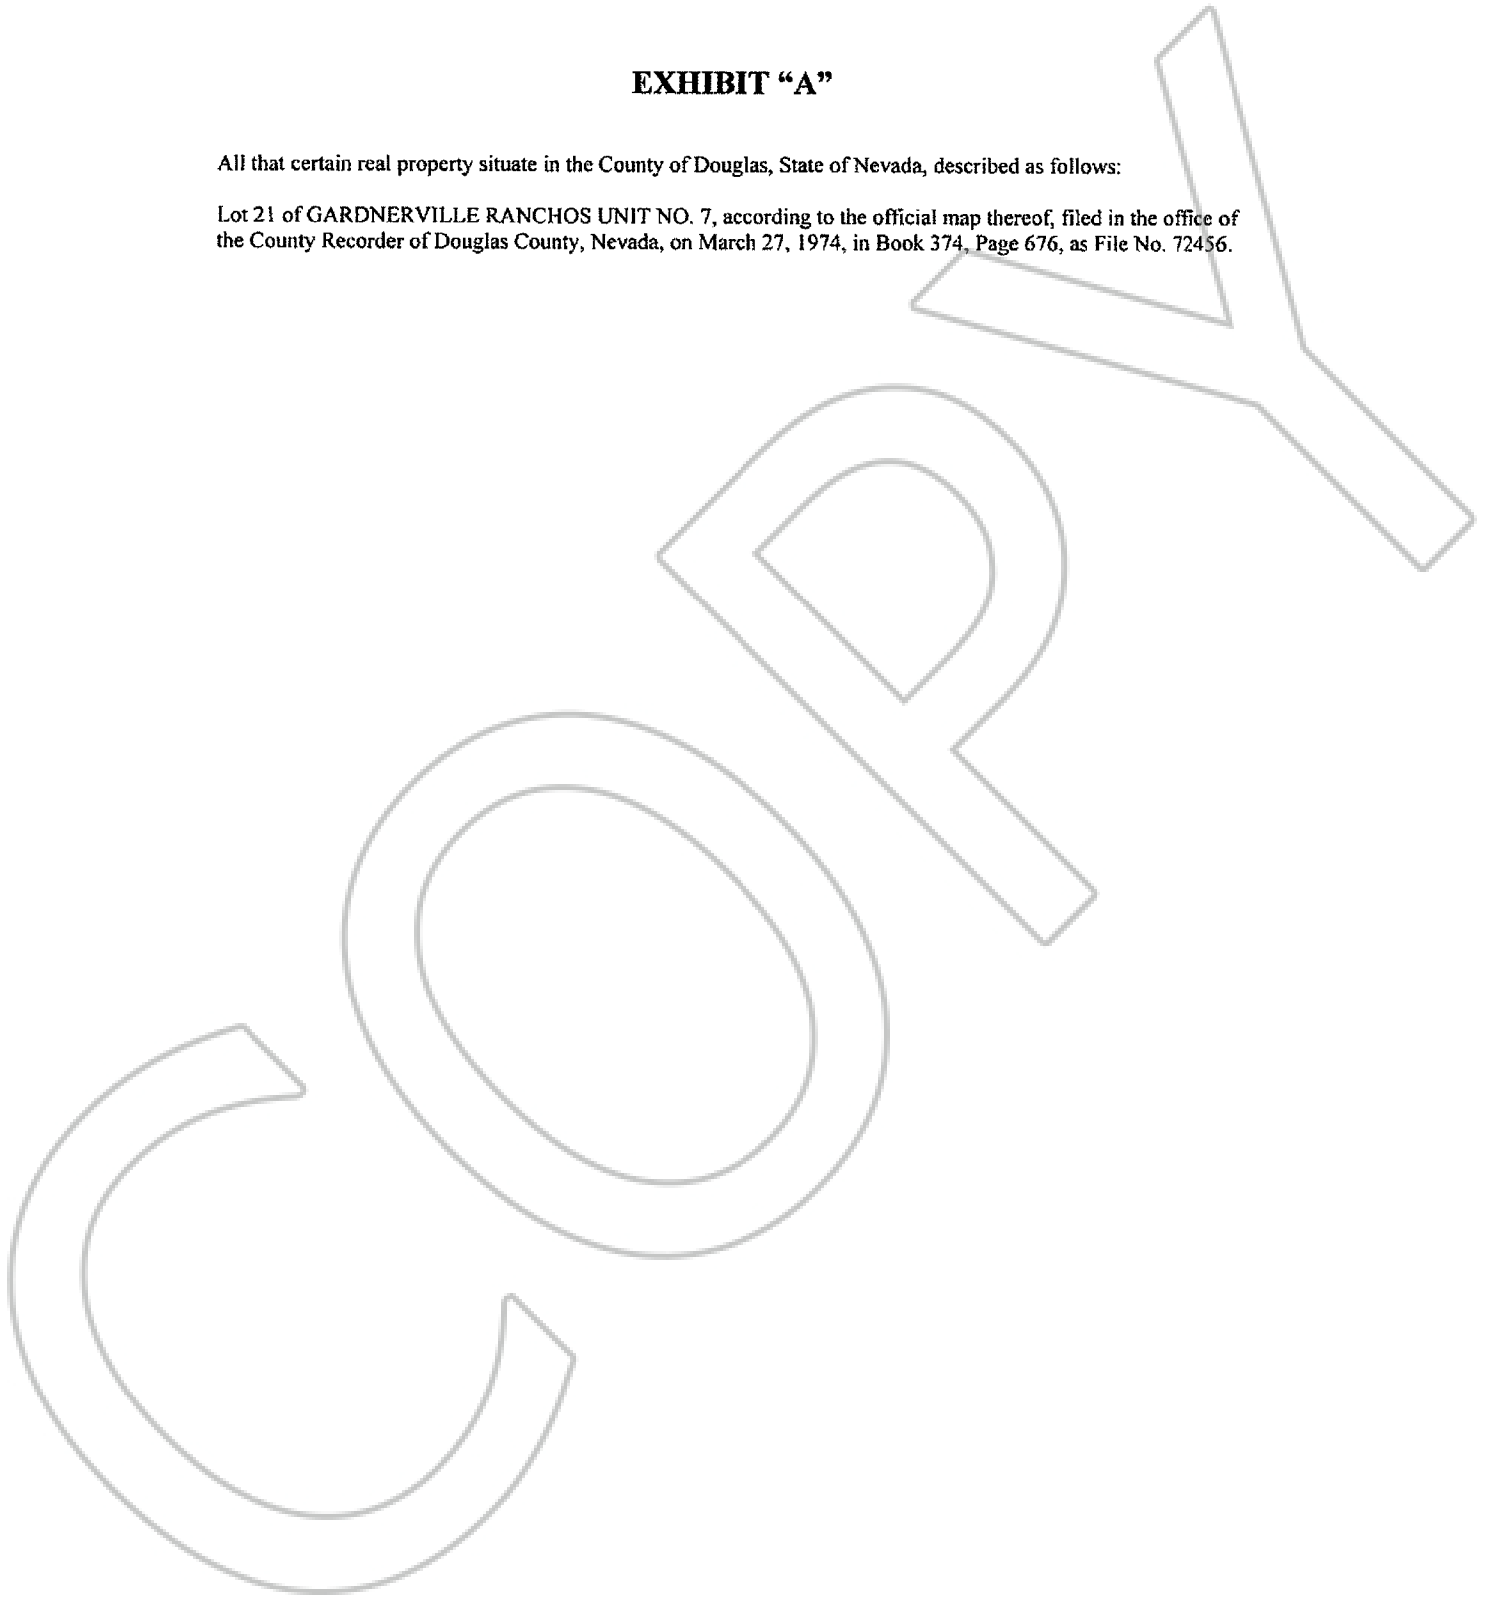 EXHIBIT “A”
All that certain real property situate in the County of Douglas, State of Nevada, described as follows:
Lot 21 of GARDNERVILLE RANCHOS UNIT NO. 7, according to the official map thereof, filed in the office of
the County Recorder of Douglas County, Nevada, on March 27, 1974, in Book 374, Page 676, as File No. 72456.
COPY